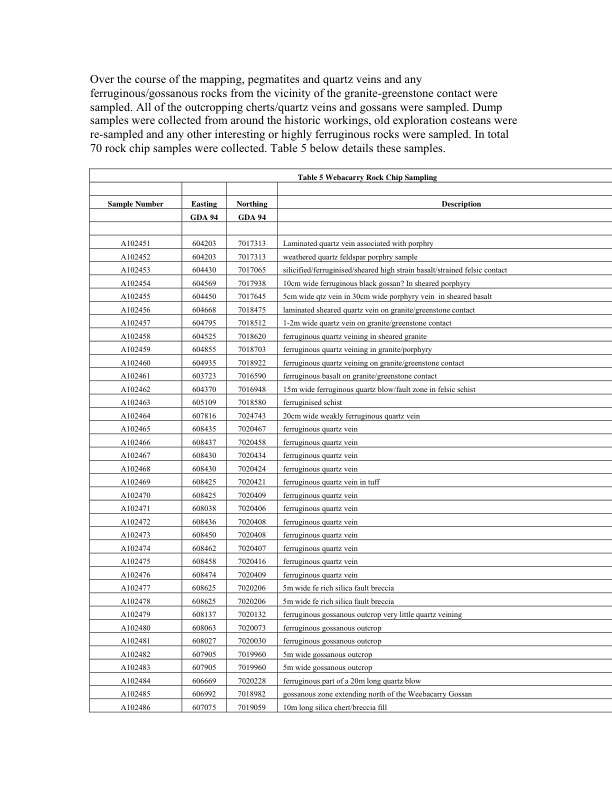 Over the course of the mapping, pegmatites and quartz veins and any
ferruginous/gossanous rocks from the vicinity of the granite-greenstone contact were
sampled. All of the outcropping cherts/quartz veins and gossans were sampled. Dump
samples were collected from around the historic workings, old exploration costeans were
re-sampled and any other interesting or highly ferruginous rocks were sampled. In total
70 rock chip samples were collected. Table 5 below details these samples.
Table 5 Webacarry Rock Chip Sampling
Sample Number Easting Northing Description
GDA 94 GDA 94
A102451 604203 7017313 Laminated quartz vein associated with porphry
A102452 604203 7017313 weathered quartz feldspar porphry sample
A102453 604430 7017065 silicified/ferruginised/sheared high strain basalt/strained felsic contact
A102454 604569 7017938 10cm wide ferruginous black gossan? In sheared porphyry
A102455 604450 7017645 5cm wide qtz vein in 30cm wide porphyry vein in sheared basalt
A102456 604668 7018475 laminated sheared quartz vein on granite/greenstone contact
A102457 604795 7018512 1-2m wide quartz vein on granite/greenstone contact
A102458 604525 7018620 ferruginous quartz veining in sheared granite
A102459 604855 7018703 ferruginous quartz veining in granite/porphyry
A102460 604935 7018922 ferruginous quartz veining on granite/greenstone contact
A102461 603723 7016590 ferruginous basalt on granite/greenstone contact
A102462 604370 7016948 15m wide ferruginous quartz blow/fault zone in felsic schist
A102463 605109 7018580 ferruginised schist
A102464 607816 7024743 20cm wide weakly ferruginous quartz vein
A102465 608435 7020467 ferruginous quartz vein
A102466 608437 7020458 ferruginous quartz vein
A102467 608430 7020434 ferruginous quartz vein
A102468 608430 7020424 ferruginous quartz vein
A102469 608425 7020421 ferruginous quartz vein in tuff
A102470 608425 7020409 ferruginous quartz vein
A102471 608038 7020406 ferruginous quartz vein
A102472 608436 7020408 ferruginous quartz vein
A102473 608450 7020408 ferruginous quartz vein
A102474 608462 7020407 ferruginous quartz vein
A102475 608458 7020416 ferruginous quartz vein
A102476 608474 7020409 ferruginous quartz vein
A102477 608625 7020206 5m wide fe rich silica fault breccia
A102478 608625 7020206 5m wide fe rich silica fault breccia
A102479 608137 7020132 ferruginous gossanous outcrop very little quartz veining
A102480 608063 7020073 ferruginous gossanous outcrop
A102481 608027 7020030 ferruginous gossanous outcrop
A102482 607905 7019960 5m wide gossanous outcrop
A102483 607905 7019960 5m wide gossanous outcrop
A102484 606669 7020228 ferruginous part of a 20m long quartz blow
A102485 606992 7018982 gossanous zone extending north of the Weebacarry Gossan
A102486 607075 7019059 10m long silica chert/breccia fill